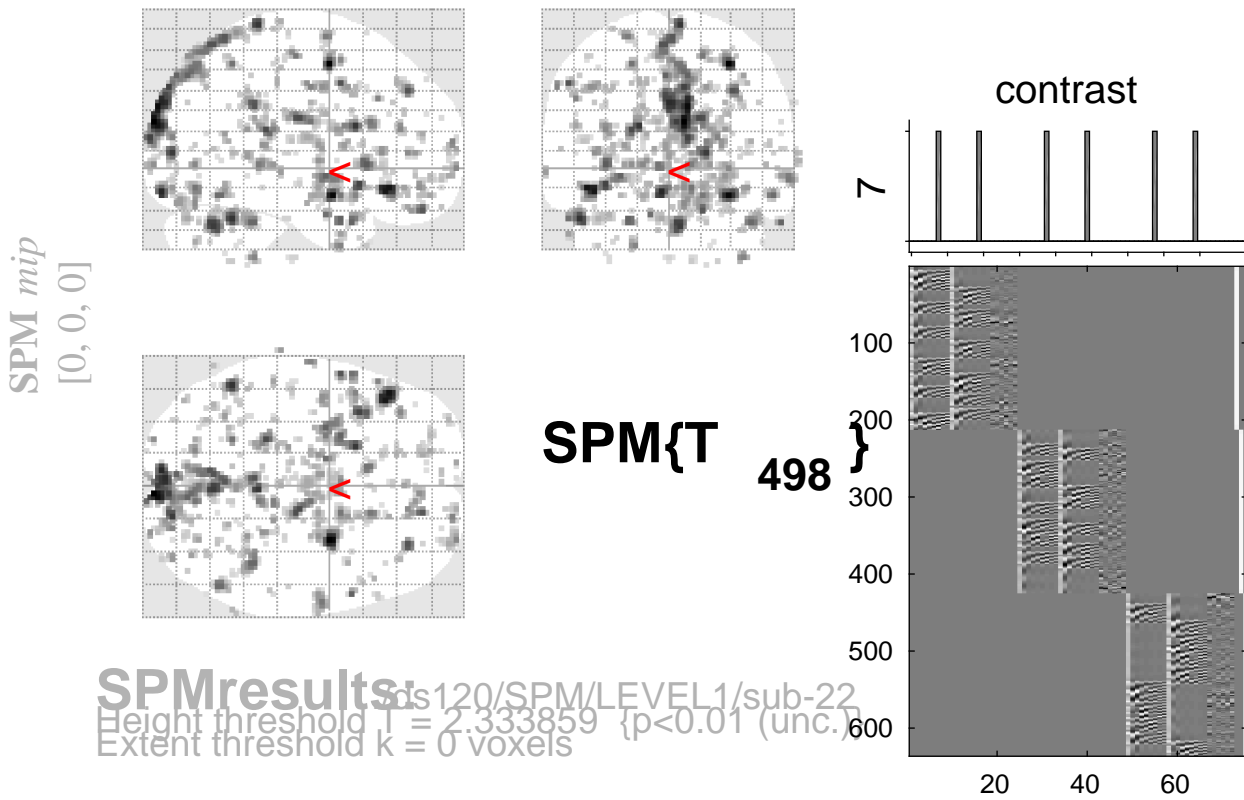 SPM mip
[0, 0, 0]
<
<
<
SPM{T 498 }
contrast
7
100
200
300
400
500
600
20 40 60
SPMresults: /ds120/SPM/LEVEL1/sub-22
Height threshold T = 2.333859 {p<0.01 (unc.)}
Extent threshold k = 0 voxels